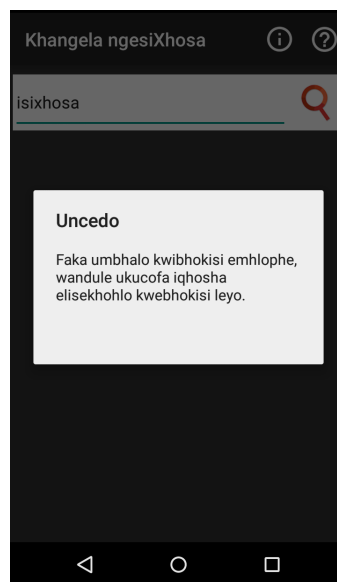 Khangela ngesiXhosa
isixhosa
Uncedo
Faka umbhalo kwibhokisi emhlophe,
wandule ukucofa iqhosha
elisekhohlo kwebhokisi leyo.